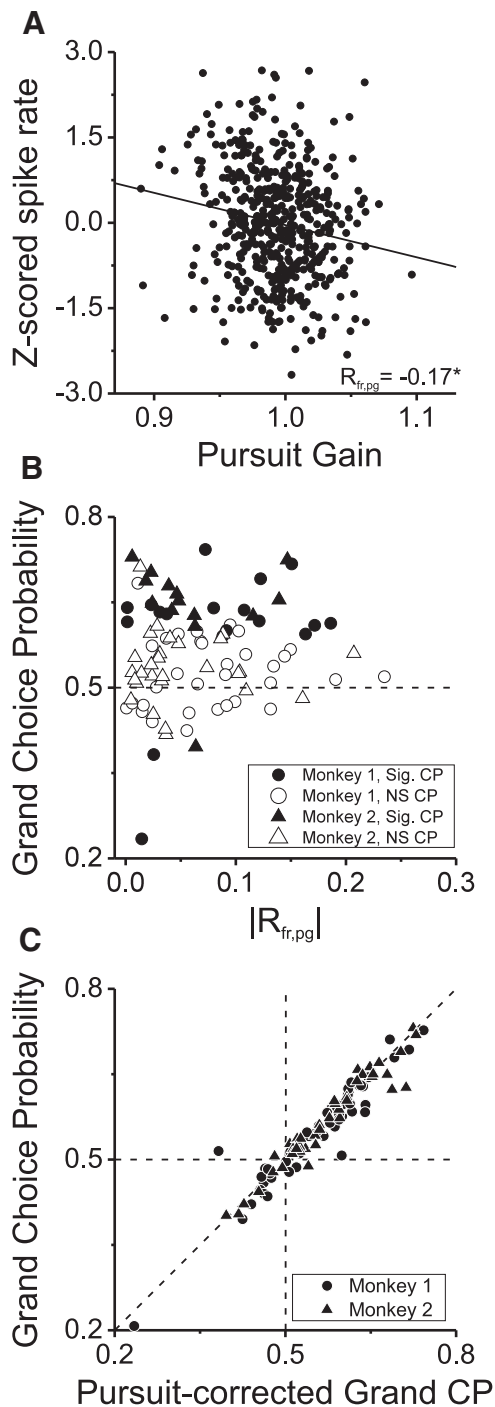 A
3.0
1.5
0.0
-1.5
-3.0
Z-scored spike rate
R fr,pg = -0.17*
0.9 1.0 1.1
Pursuit Gain
B
0.8
0.5
0.2
Grand Choice Probability
Monkey 1, Sig. CP
Monkey 1, NS CP
Monkey 2, Sig. CP
Monkey 2, NS CP
0.0 0.1 0.2 0.3
|R fr,pg|
C
0.8
0.5
0.2
Grand Choice Probability
Monkey 1
Monkey 2
0.2 0.5 0.8
Pursuit-corrected Grand CP